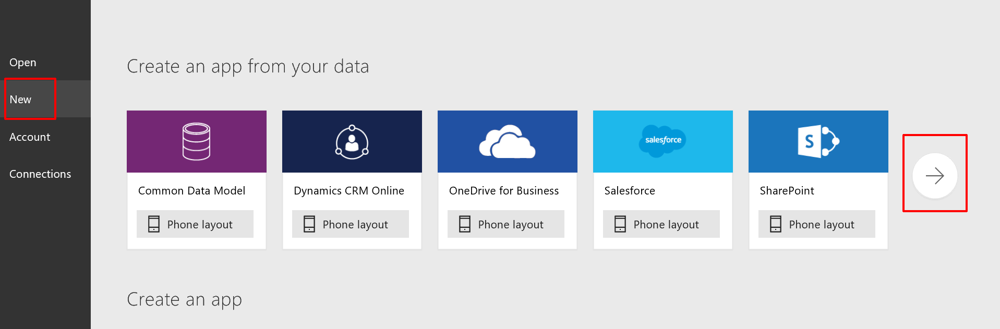 Open
New
Account
Connections
Create an app from your data
salesforce
S
Common Data Model
Dynamics CRM Online
OneDrive for Business
Salesforce
SharePoint
Phone layout
Phone layout
Phone layout
Phone layout
Phone layout
Create an app